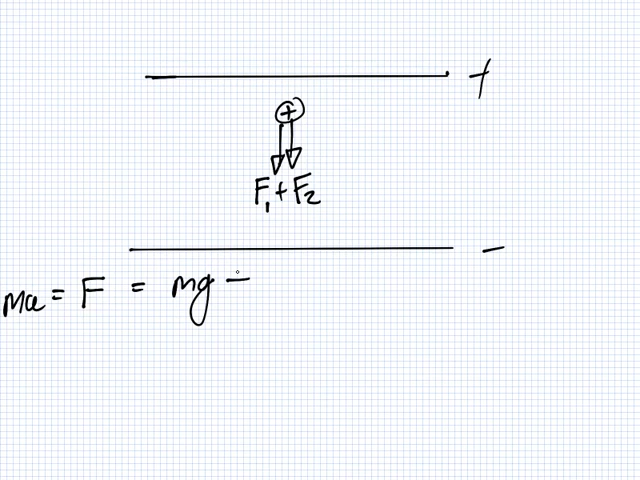 +
+
F₁ + F₂
−
ma = F = mg −